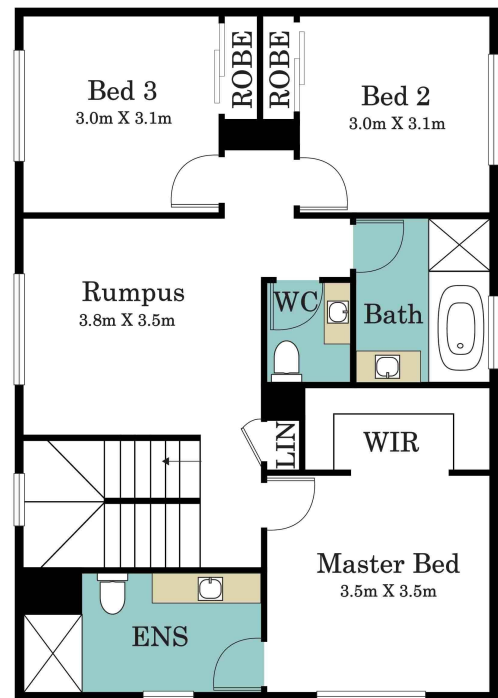 Bed 3
3.0m X 3.1m
ROBE
ROBE
Bed 2
3.0m X 3.1m
Rumpus
3.8m X 3.5m
WC
Bath
LIN
WIR
Master Bed
3.5m X 3.5m
ENS